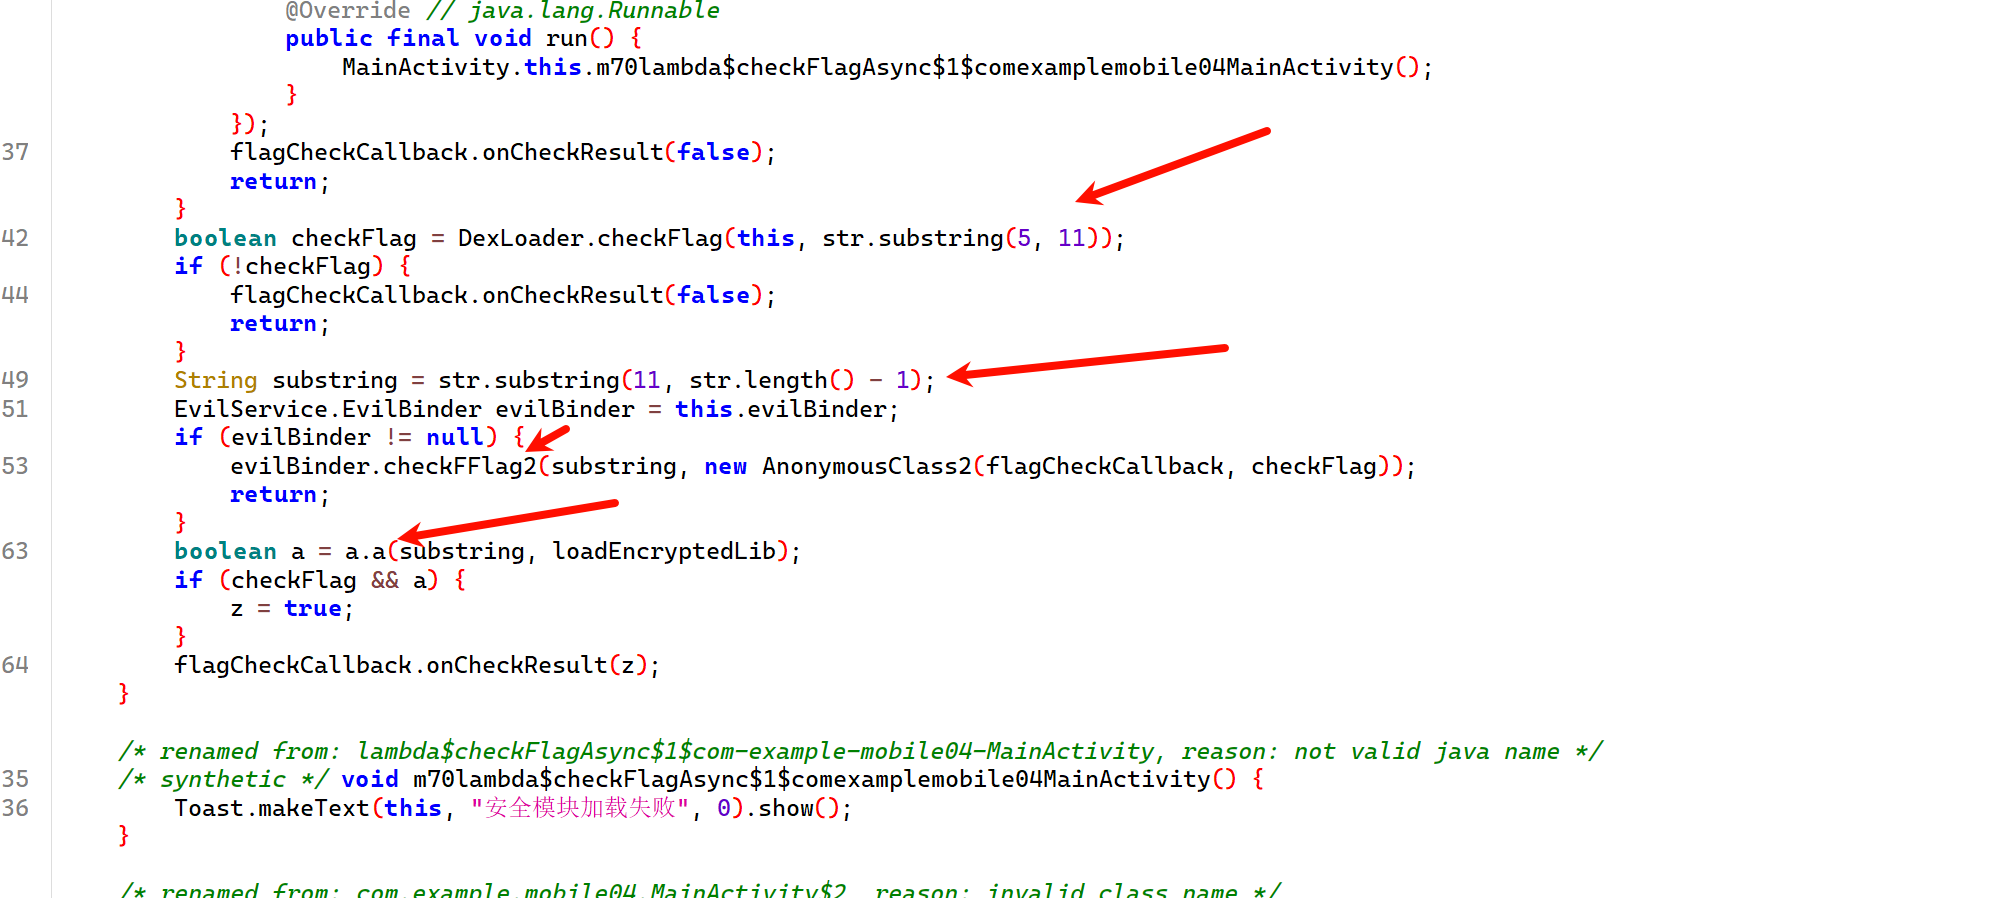 @Override // java.lang.Runnable
public final void run() {
MainActivity.this.m70lambda$checkFlagAsync$1$comexamplemobile04MainActivity();
}
});
37 flagCheckCallback.onCheckResult(false);
return;
}
42 boolean checkFlag = DexLoader.checkFlag(this, str.substring(5, 11));
if (!checkFlag) {
44 flagCheckCallback.onCheckResult(false);
return;
}
49 String substring = str.substring(11, str.length() - 1);
51 EvilService.EvilBinder evilBinder = this.evilBinder;
if (evilBinder != null) {
53 evilBinder.checkFFlag2(substring, new AnonymousClass2(flagCheckCallback, checkFlag));
return;
}
63 boolean a = a.a(substring, loadEncryptedLib);
if (checkFlag && a) {
z = true;
}
64 flagCheckCallback.onCheckResult(z);
}
/* renamed from: lambda$checkFlagAsync$1$com-example-mobile04-MainActivity, reason: not valid java name */
35 /* synthetic */ void m70lambda$checkFlagAsync$1$comexamplemobile04MainActivity() {
36 Toast.makeText(this, "安全模块加载失败", 0).show();
}
/* renamed from: com.example.mobile04.MainActivity$2, reason: invalid class name */